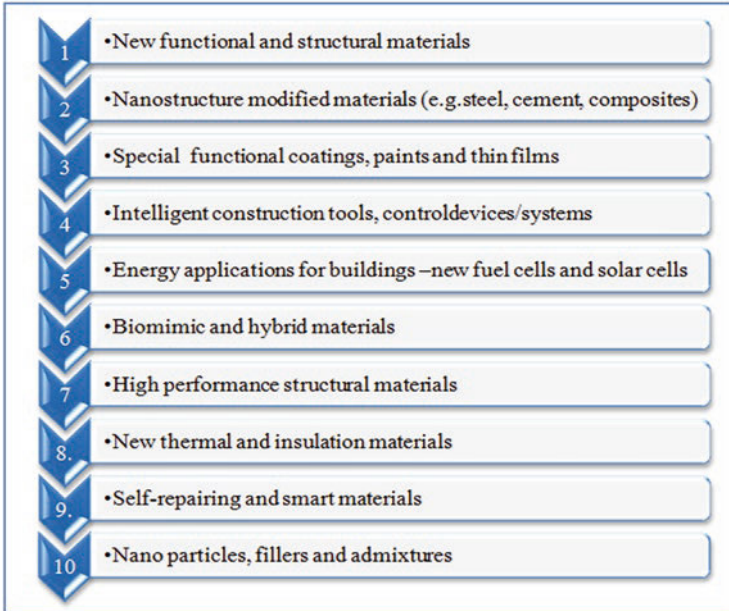 1 •New functional and structural materials
2 •Nanostructure modified materials (e.g.steel, cement, composites)
3 •Special functional coatings, paints and thin films
4 •Intelligent construction tools, controldevices/systems
5 •Energy applications for buildings –new fuel cells and solar cells
6 •Biomimic and hybrid materials
7 •High performance structural materials
8. •New thermal and insulation materials
9. •Self-repairing and smart materials
10 •Nano particles, fillers and admixtures